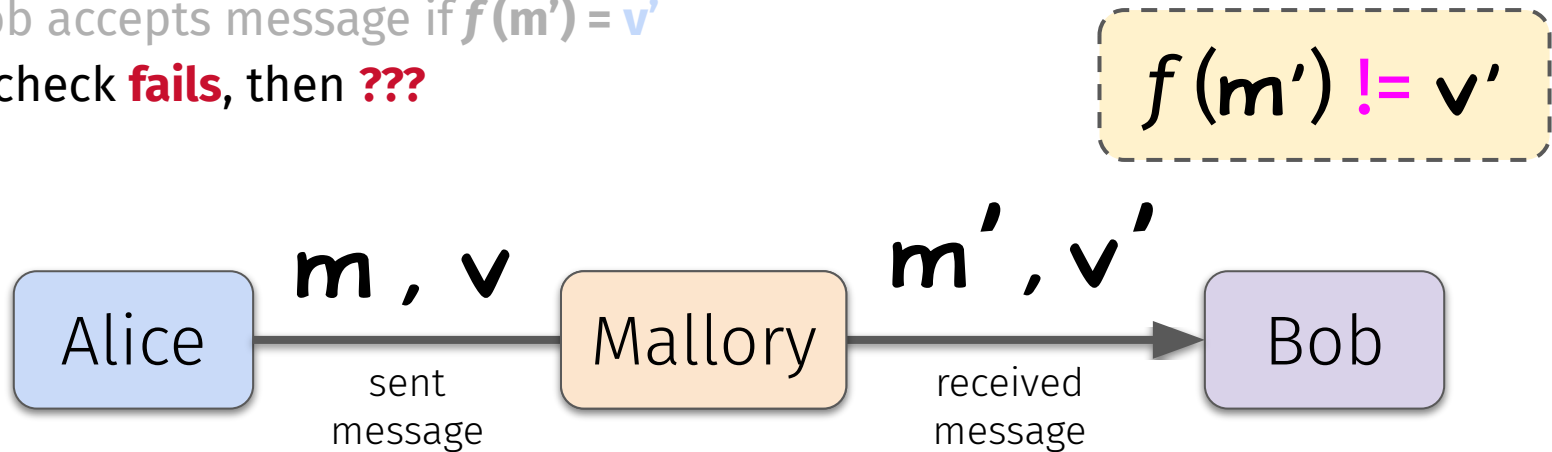 ob accepts message if f (m’) = v’
check fails, then ???
f (m’) != v’
m , v
m’, v’
Alice
Mallory
Bob
sent
message
received
message